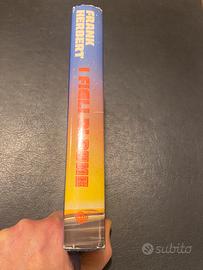 FRANK
HERBERT
I FIGLI DI DUNE
subito